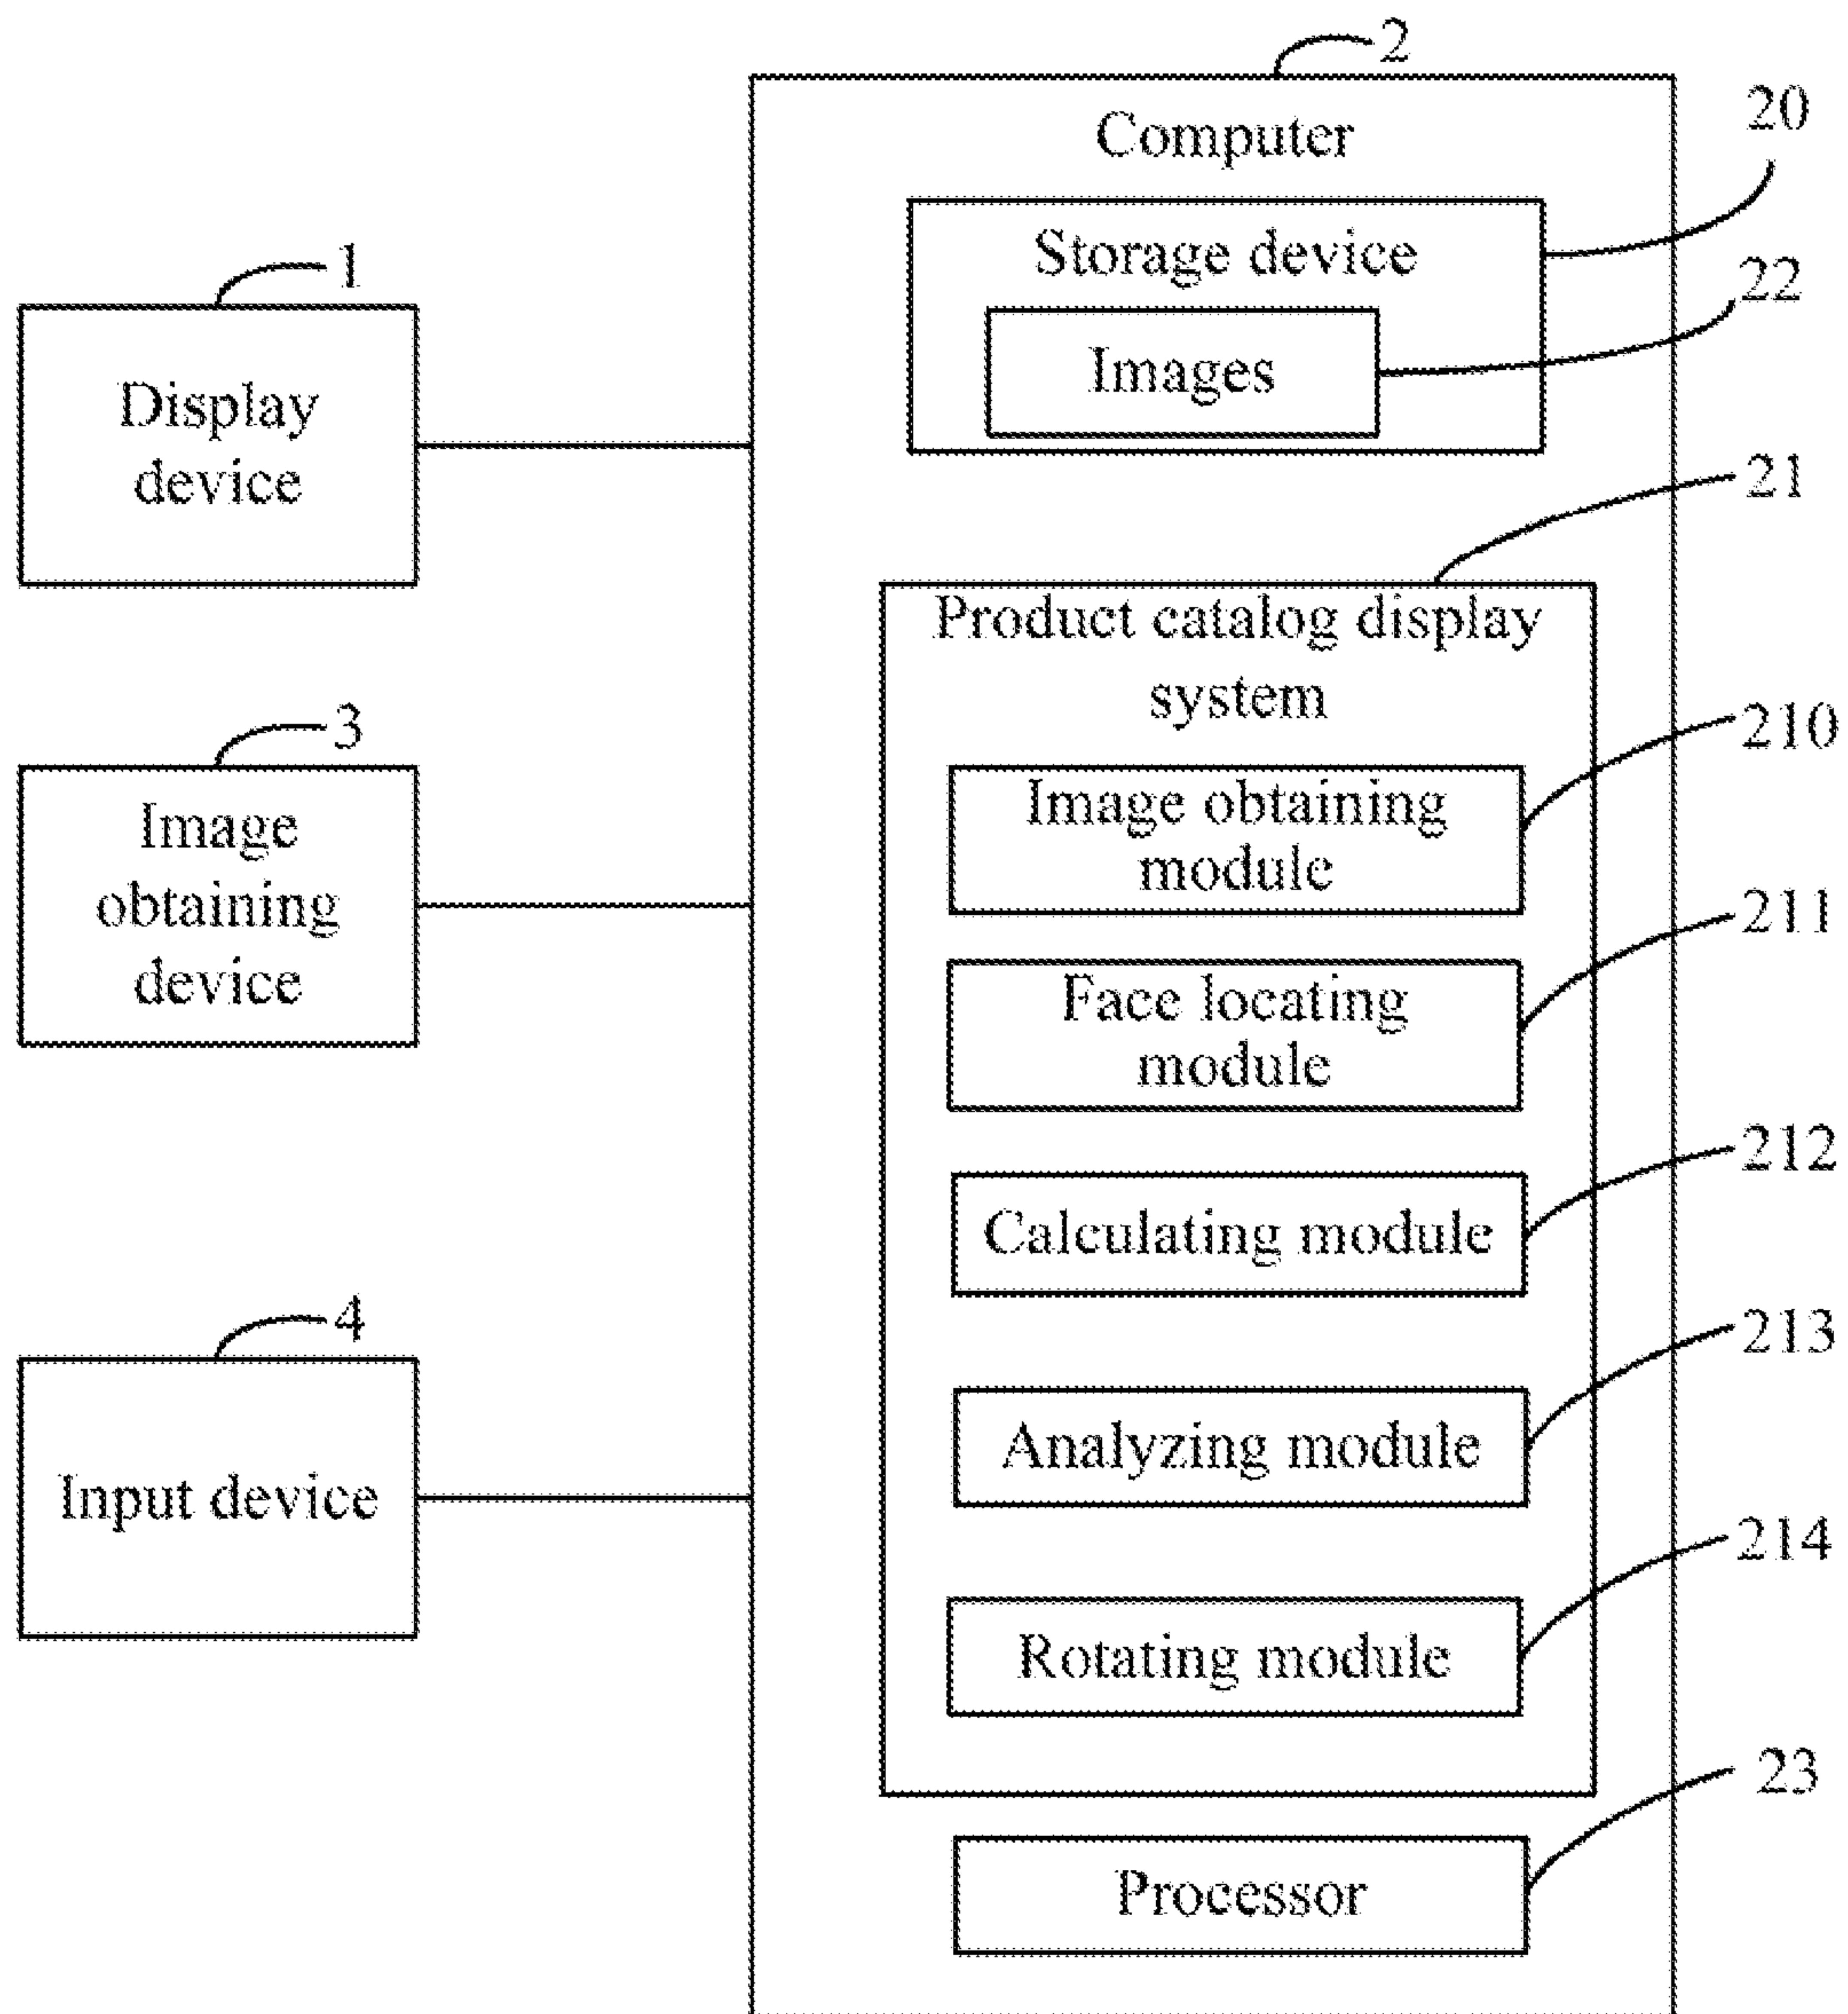 2
Computer
20
Storage device
22
Images
1
Display
device
21
Product catalog display
system
3
Image
obtaining
device
210
Image obtaining
module
211
Face locating
module
212
Calculating module
4
Input device
213
Analyzing module
214
Rotating module
23
Processor